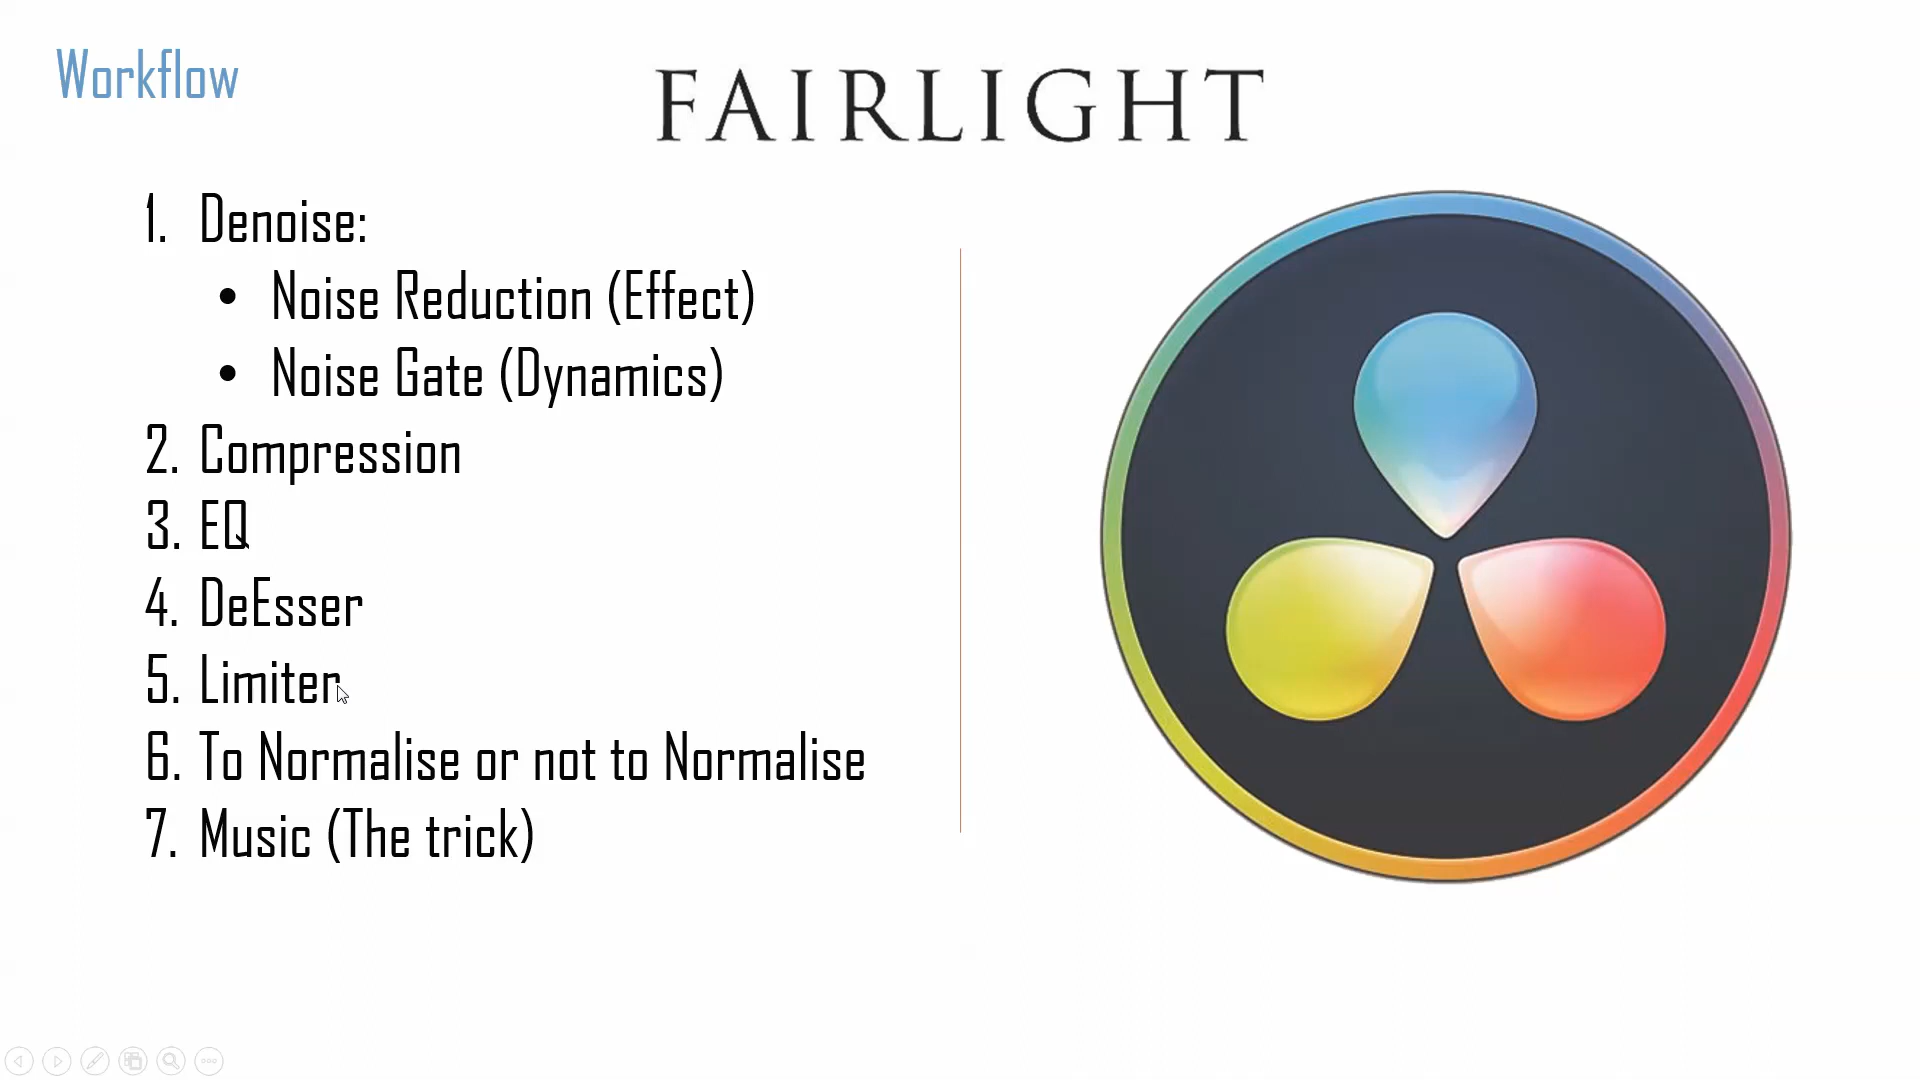 Workflow
FAIRLIGHT
1. Denoise:
• Noise Reduction (Effect)
• Noise Gate (Dynamics)
2. Compression
3. EQ
4. DeEsser
5. Limiter
6. To Normalise or not to Normalise
7. Music (The trick)